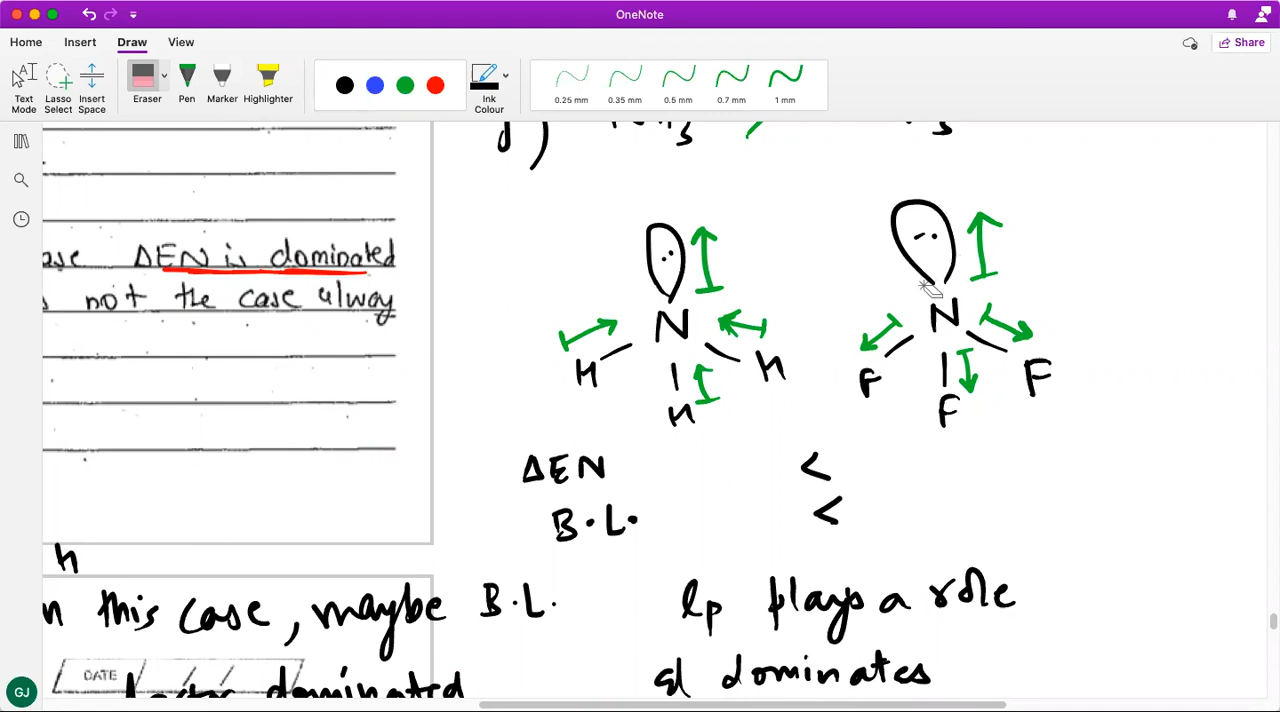 OneNote
Home Insert Draw View
Share
Text Mode
Lasso Select
Insert Space
Eraser
Pen
Marker
Highlighter
Ink Colour
0.25 mm
0.35 mm
0.5 mm
0.7 mm
1 mm
ΔEN is dominated
not the case alway
N
H
H
H
N
F
F
F
ΔEN <
B.L. <
h
this case, maybe B.L.
lp plays a role
DATE
dominated
dominates
GJ